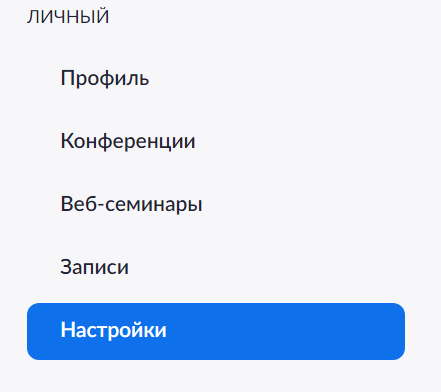 ЛИЧНЫЙ
Профиль
Конференции
Веб-семинары
Записи
Настройки